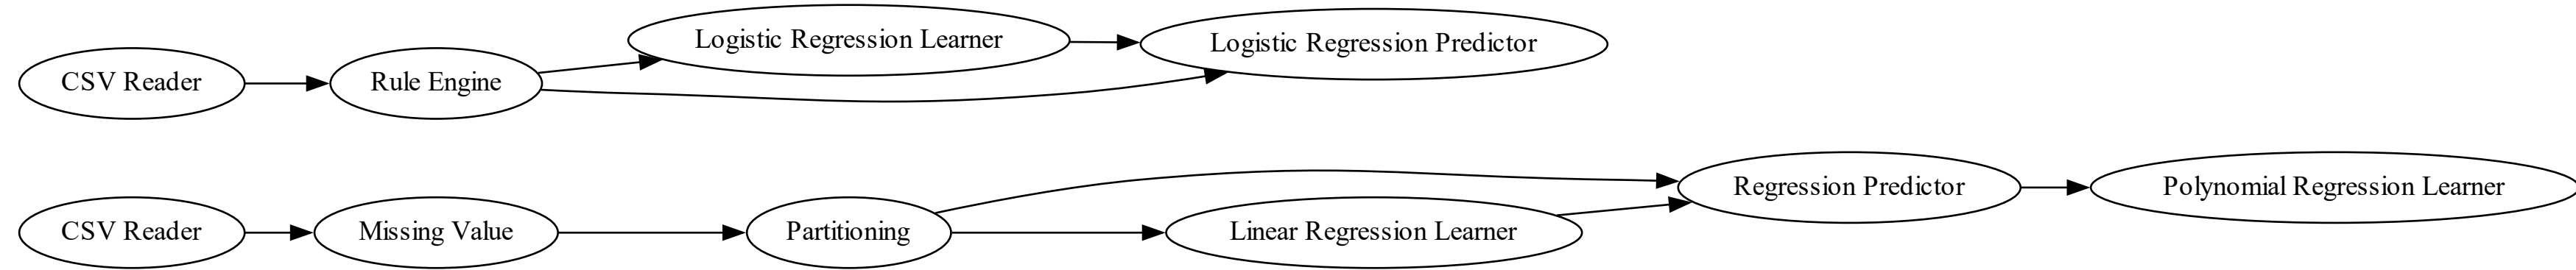 CSV Reader
Rule Engine
Logistic Regression Learner
Logistic Regression Predictor
CSV Reader
Missing Value
Partitioning
Linear Regression Learner
Regression Predictor
Polynomial Regression Learner